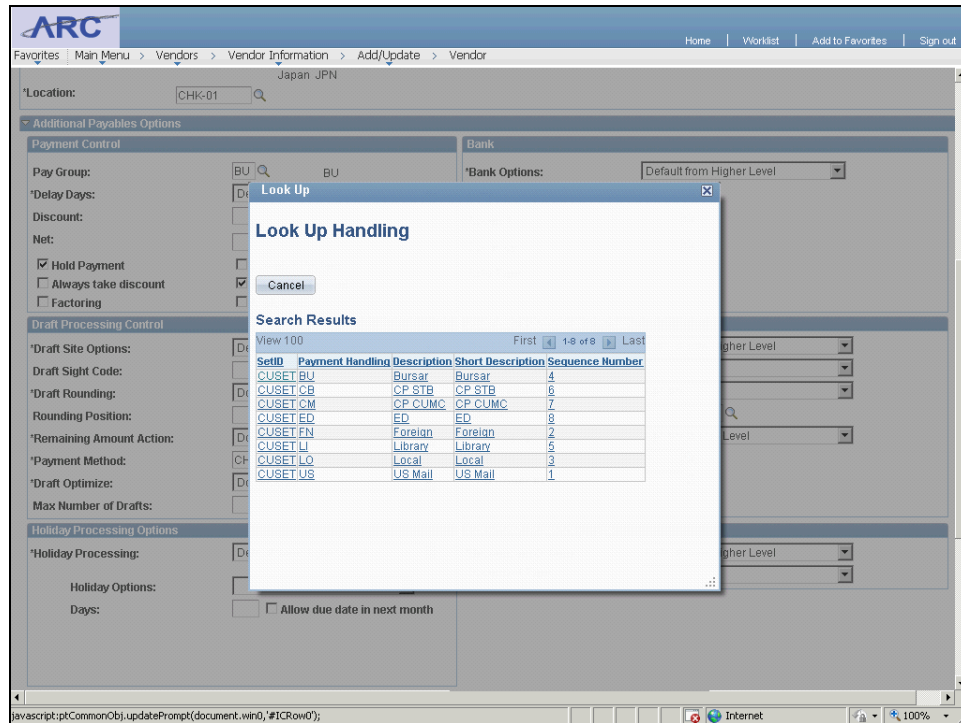 ARC
Home | Worklist | Add to Favorites | Sign out
Favorites Main Menu > Vendors > Vendor Information > Add/Update > Vendor
Japan JPN
*Location: CHK-01
Additional Payables Options
Payment Control Bank
Pay Group: BU BU *Bank Options: Default from Higher Level
*Delay Days: De
Look Up
Discount:
Look Up Handling
Net:
Hold Payment
Always take discount
Cancel
Factoring
Search Results
Draft Processing Control
View 100 First 1-8 of 8 Last
*Draft Site Options: De gher Level
SetID Payment Handling Description Short Description Sequence Number
CUSET BU Bursar Bursar 4
CUSET CB CP STB CP STB 6
CUSET CM CP CUMC CP CUMC 7
CUSET ED ED ED 8
CUSET FN Foreign Foreign 2
CUSET LI Library Library 5
CUSET LO Local Local 3
CUSET US US Mail US Mail 1
Draft Sight Code:
*Draft Rounding: Do
Rounding Position:
*Remaining Amount Action: Do Level
*Payment Method: CH
*Draft Optimize: Do
Max Number of Drafts:
Holiday Processing Options
*Holiday Processing: De gher Level
Holiday Options:
Days: Allow due date in next month
javascript:ptCommonObj.updatePrompt(document.win0,'#ICRow0'); Internet 100%